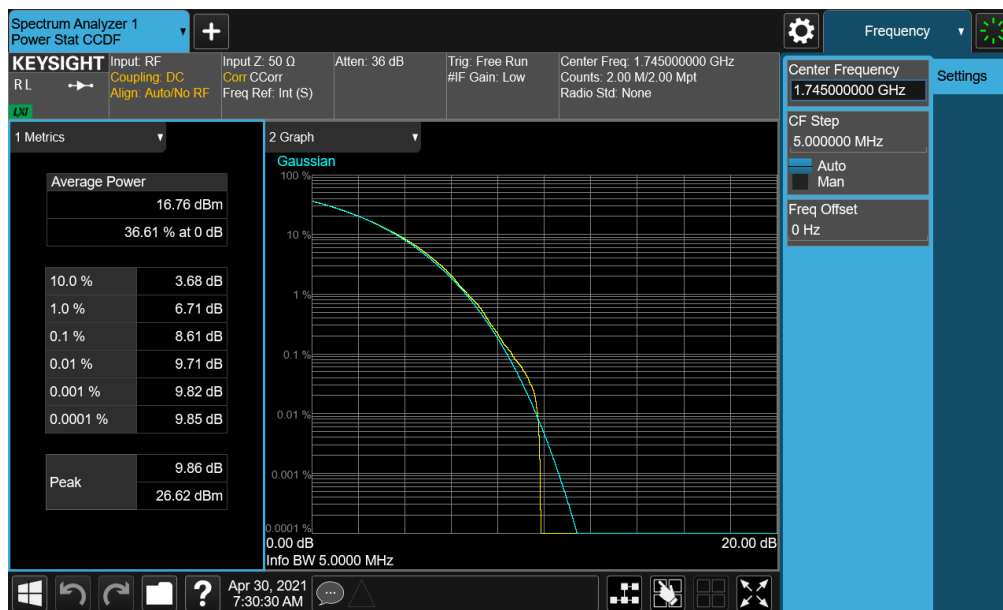 Spectrum Analyzer 1
Power Stat CCDF
+
Frequency
KEYSIGHT
R L
LXI
Input: RF
Coupling: DC
Align: Auto/No RF
Input Z: 50 Ω
Corr CCorr
Freq Ref: Int (S)
Atten: 36 dB
Trig: Free Run
#IF Gain: Low
Center Freq: 1.745000000 GHz
Counts: 2.00 M/2.00 Mpt
Radio Std: None
Center Frequency
1.745000000 GHz
Settings
CF Step
5.000000 MHz
Auto
Man
Freq Offset
0 Hz
1 Metrics
Average Power
16.76 dBm
36.61 % at 0 dB
10.0 % 3.68 dB
1.0 % 6.71 dB
0.1 % 8.61 dB
0.01 % 9.71 dB
0.001 % 9.82 dB
0.0001 % 9.85 dB
Peak
9.86 dB
26.62 dBm
2 Graph
Gaussian
100 %
10 %
1 %
0.1 %
0.01 %
0.001 %
0.0001 %
0.00 dB 20.00 dB
Info BW 5.0000 MHz
?
Apr 30, 2021
7:30:30 AM